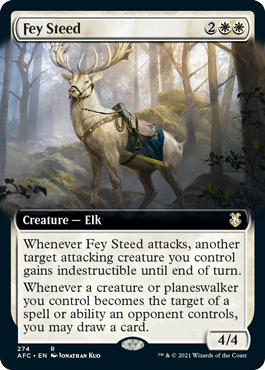 Fey Steed 2
Creature — Elk
Whenever Fey Steed attacks, another
target attacking creature you control
gains indestructible until end of turn.
Whenever a creature or planeswalker
you control becomes the target of a
spell or ability an opponent controls,
you may draw a card.
4/4
274 R
AFC • EN Jonathan Kuo
™ & © 2021 Wizards of the Coast